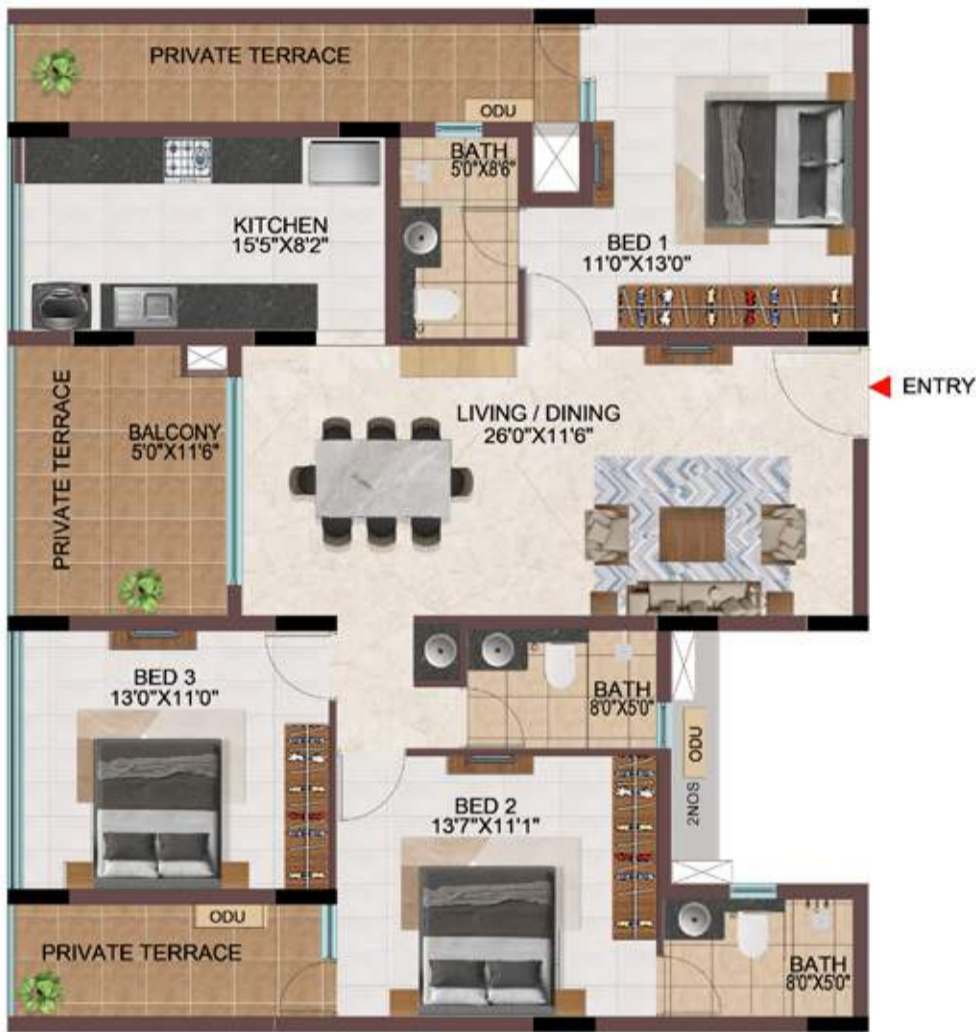 PRIVATE TERRACE
ODU
BATH
5'0"X8'6"
KITCHEN
15'5"X8'2"
BED 1
11'0"X13'0"
ENTRY
LIVING / DINING
26'0"X11'6"
BALCONY
5'0"X11'6"
PRIVATE TERRACE
BED 3
13'0"X11'0"
BATH
8'0"X5'0"
ODU
2NOS
BED 2
13'7"X11'1"
ODU
PRIVATE TERRACE
BATH
8'0"X5'0"